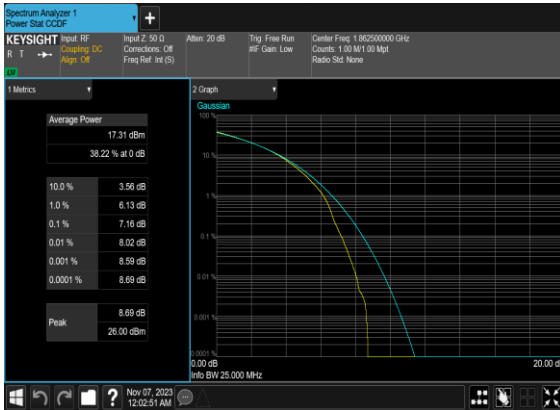 Spectrum Analyzer 1
Power Stat CCDF
+
KEYSIGHT
R T
LXI
Input: RF
Coupling: DC
Align: Off
Input Z: 50 Ω
Corrections: Off
Freq Ref: Int (S)
Atten: 20 dB
Trig: Free Run
#IF Gain: Low
Center Freq: 1.862500000 GHz
Counts: 1.00 M/1.00 Mpt
Radio Std: None
1 Metrics
Average Power
17.31 dBm
38.22 % at 0 dB
10.0 % 3.56 dB
1.0 % 6.13 dB
0.1 % 7.16 dB
0.01 % 8.02 dB
0.001 % 8.59 dB
0.0001 % 8.69 dB
Peak
8.69 dB
26.00 dBm
2 Graph
Gaussian
100 %
10 %
1 %
0.1 %
0.01 %
0.001 %
0.0001 %
0.00 dB
20.00 d
Info BW 25.000 MHz
?
Nov 07, 2023
12:02:51 AM